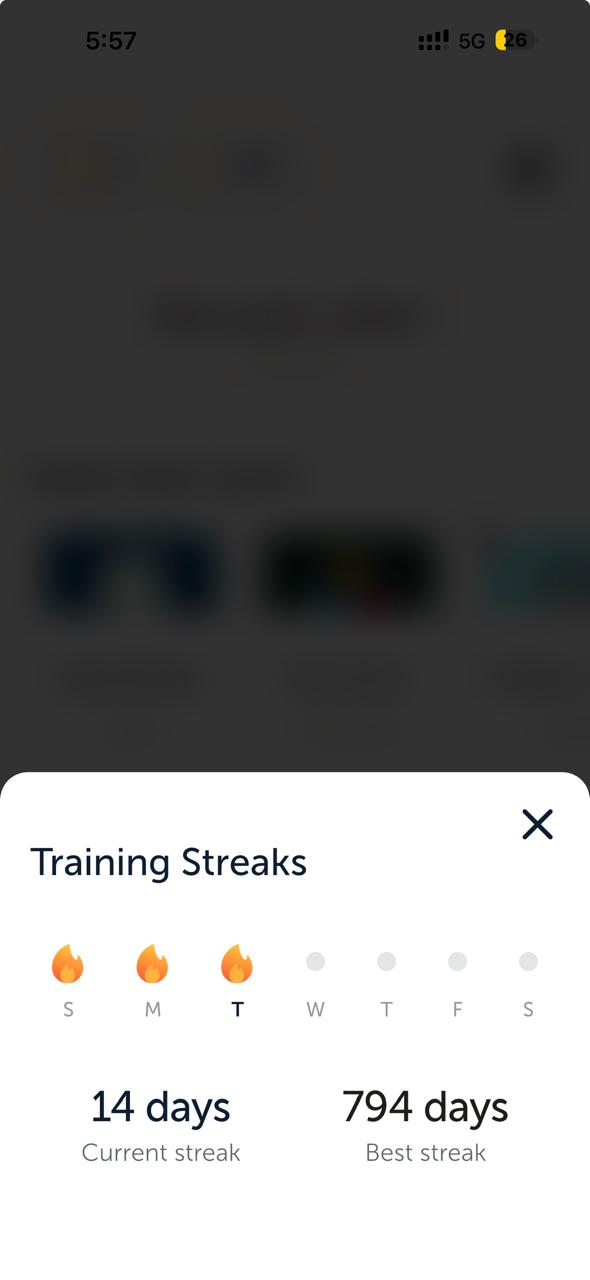 5:57 5G 26
Training Streaks
S M T W T F S
14 days 794 days
Current streak Best streak